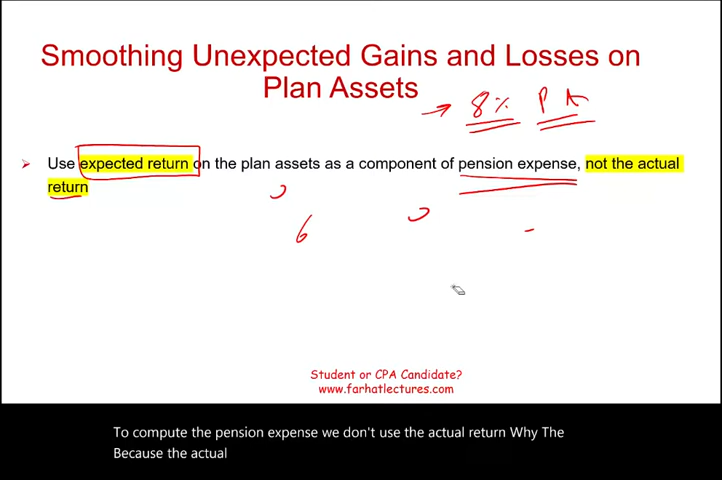 Smoothing Unexpected Gains and Losses on
Plan Assets
→ 8% PA
Use expected return on the plan assets as a component of pension expense, not the actual
return
6
Student or CPA Candidate?
www.farhatlectures.com
To compute the pension expense we don't use the actual return Why The
Because the actual